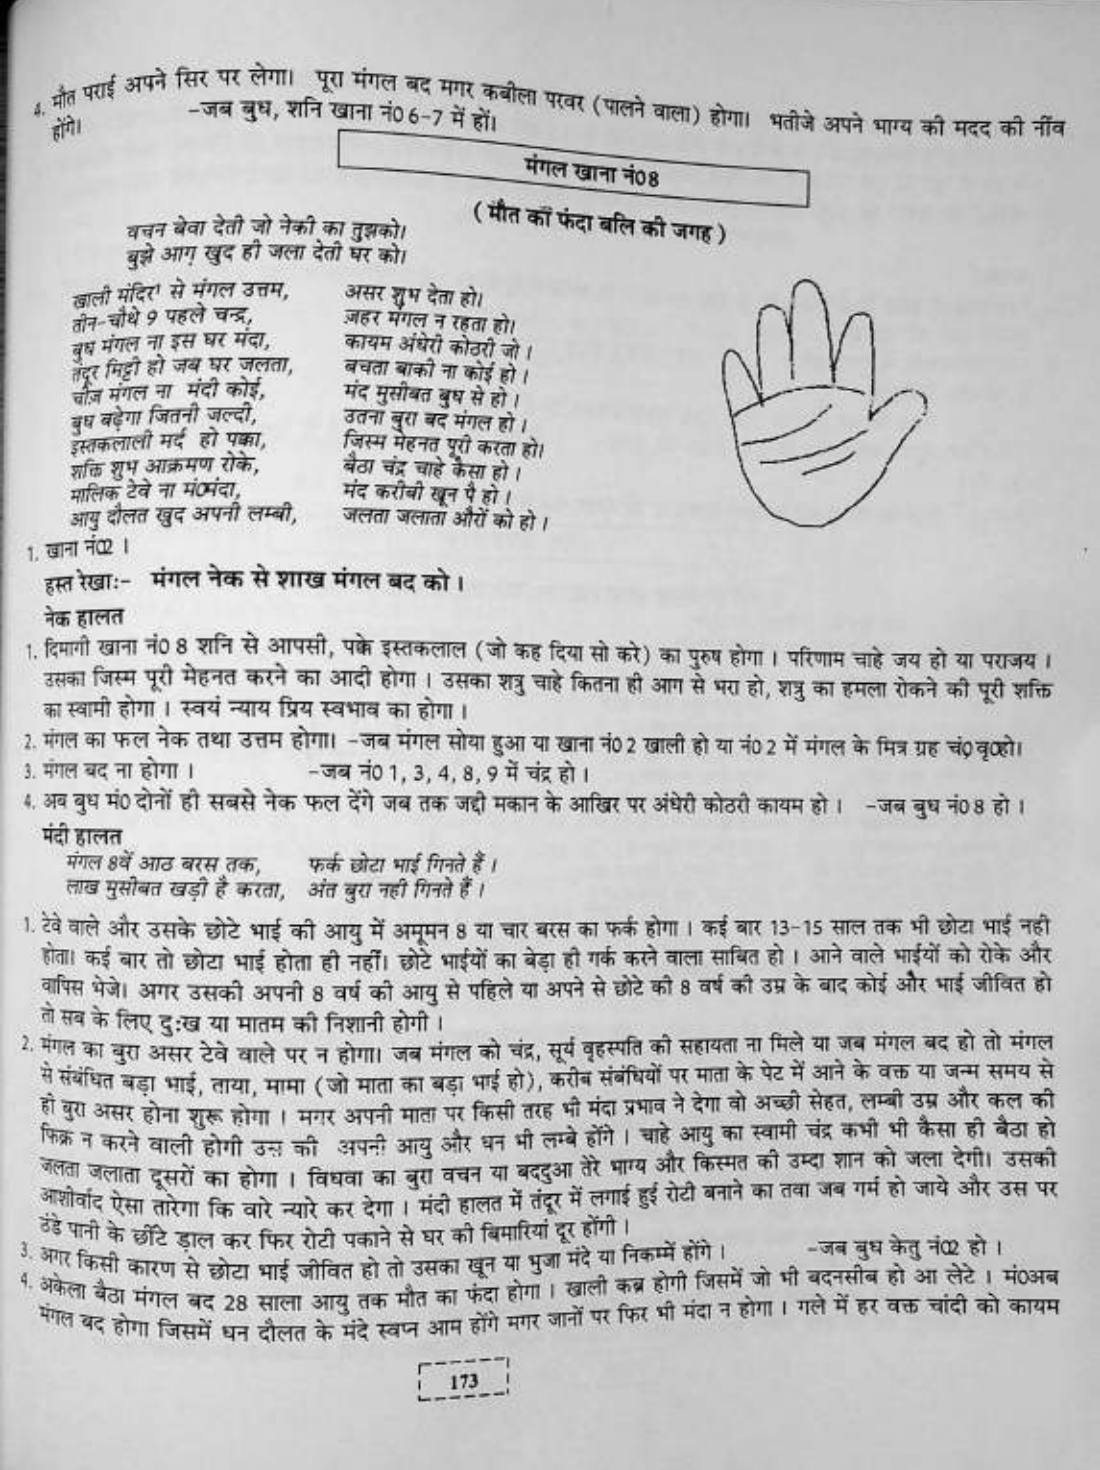 4. मौत पराई अपने सिर पर लेगा। पूरा मंगल बद मगर कबीला परवर (पालने वाला) होगा। भतीजे अपने भाग्य की मदद की नींव
होंगे। -जब बुध, शनि खाना नं0 6-7 में हों।
मंगल खाना नं08
(मौत का फंदा बलि की जगह)
वचन बेवा देती जो नेकी का तुझको।
बुझे आग खुद ही जला देती घर को।
खाली मंदिर¹ से मंगल उत्तम, असर शुभ देता हो।
तीन-चौथे 9 पहले चन्द्र, ज़हर मंगल न रहता हो।
बुध मंगल ना इस घर मंदा, कायम अंधेरी कोठरी जो।
तंदूर मिट्टी हो जब घर जलता, बचता बाकी ना कोई हो।
चीज़ मंगल ना मंदी कोई, मंद मुसीबत बुध से हो।
बुध बढ़ेगा जितनी जल्दी, उतना बुरा बद मंगल हो।
इस्तकलाली मर्द हो पक्का, जिस्म मेहनत पूरी करता हो।
शक्ति शुभ आक्रमण रोके, बैठा चंद्र चाहे कैसा हो।
मालिक टेवे ना मं0मंदा, मंद करीबी खून पै हो।
आयु दौलत खुद अपनी लम्बी, जलता जलाता औरों को हो।
1. खाना नं02।
हस्त रेखाः- मंगल नेक से शाख मंगल बद को।
नेक हालत
1. दिमागी खाना नं0 8 शनि से आपसी, पक्के इस्तकलाल (जो कह दिया सो करे) का पुरुष होगा। परिणाम चाहे जय हो या पराजय।
उसका जिस्म पूरी मेहनत करने का आदी होगा। उसका शत्रु चाहे कितना ही आग से भरा हो, शत्रु का हमला रोकने की पूरी शक्ति
का स्वामी होगा। स्वयं न्याय प्रिय स्वभाव का होगा।
2. मंगल का फल नेक तथा उत्तम होगा। -जब मंगल सोया हुआ या खाना नं0 2 खाली हो या नं0 2 में मंगल के मित्र ग्रह चं0 वृ0हो।
3. मंगल बद ना होगा। -जब नं0 1, 3, 4, 8, 9 में चंद्र हो।
4. अब बुध मं0 दोनों ही सबसे नेक फल देंगे जब तक जद्दी मकान के आखिर पर अंधेरी कोठरी कायम हो। -जब बुध नं0 8 हो।
मंदी हालत
मंगल 8वें आठ बरस तक, फर्क छोटा भाई गिनते हैं।
लाख मुसीबत खड़ी है करता, अंत बुरा नही गिनते हैं।
1. टेवे वाले और उसके छोटे भाई की आयु में अमूमन 8 या चार बरस का फर्क होगा। कई बार 13-15 साल तक भी छोटा भाई नही
होता। कई बार तो छोटा भाई होता ही नहीं। छोटे भाईयों का बेड़ा ही गर्क करने वाला साबित हो। आने वाले भाईयों को रोके और
वापिस भेजे। अगर उसकी अपनी 8 वर्ष की आयु से पहिले या अपने से छोटे की 8 वर्ष की उम्र के बाद कोई और भाई जीवित हो
तो सब के लिए दुःख या मातम की निशानी होगी।
2. मंगल का बुरा असर टेवे वाले पर न होगा। जब मंगल को चंद्र, सूर्य वृहस्पति की सहायता ना मिले या जब मंगल बद हो तो मंगल
से संबंधित बड़ा भाई, ताया, मामा (जो माता का बड़ा भाई हो), करीब संबंधियों पर माता के पेट में आने के वक्त या जन्म समय से
ही बुरा असर होना शुरू होगा। मगर अपनी माता पर किसी तरह भी मंदा प्रभाव ने देगा वो अच्छी सेहत, लम्बी उम्र और कल की
फिक्र न करने वाली होगी उस की अपनी आयु और धन भी लम्बे होंगे। चाहे आयु का स्वामी चंद्र कभी भी कैसा ही बैठा हो
जलता जलाता दूसरों का होगा। विधवा का बुरा वचन या बददुआ तेरे भाग्य और किस्मत की उम्दा शान को जला देगी। उसकी
आशीर्वाद ऐसा तारेगा कि वारे न्यारे कर देगा। मंदी हालत में तंदूर में लगाई हुई रोटी बनाने का तवा जब गर्म हो जाये और उस पर
ठंडे पानी के छींटे डाल कर फिर रोटी पकाने से घर की बिमारियां दूर होंगी।
3. अगर किसी कारण से छोटा भाई जीवित हो तो उसका खून या भुजा मंदे या निकम्में होंगे। -जब बुध केतु नं02 हो।
4. अकेला बैठा मंगल बद 28 साला आयु तक मौत का फंदा होगा। खाली कब्र होगी जिसमें जो भी बदनसीब हो आ लेटे। मं0अब
मंगल बद होगा जिसमें धन दौलत के मंदे स्वप्न आम होंगे मगर जानों पर फिर भी मंदा न होगा। गले में हर वक्त चांदी को कायम
173